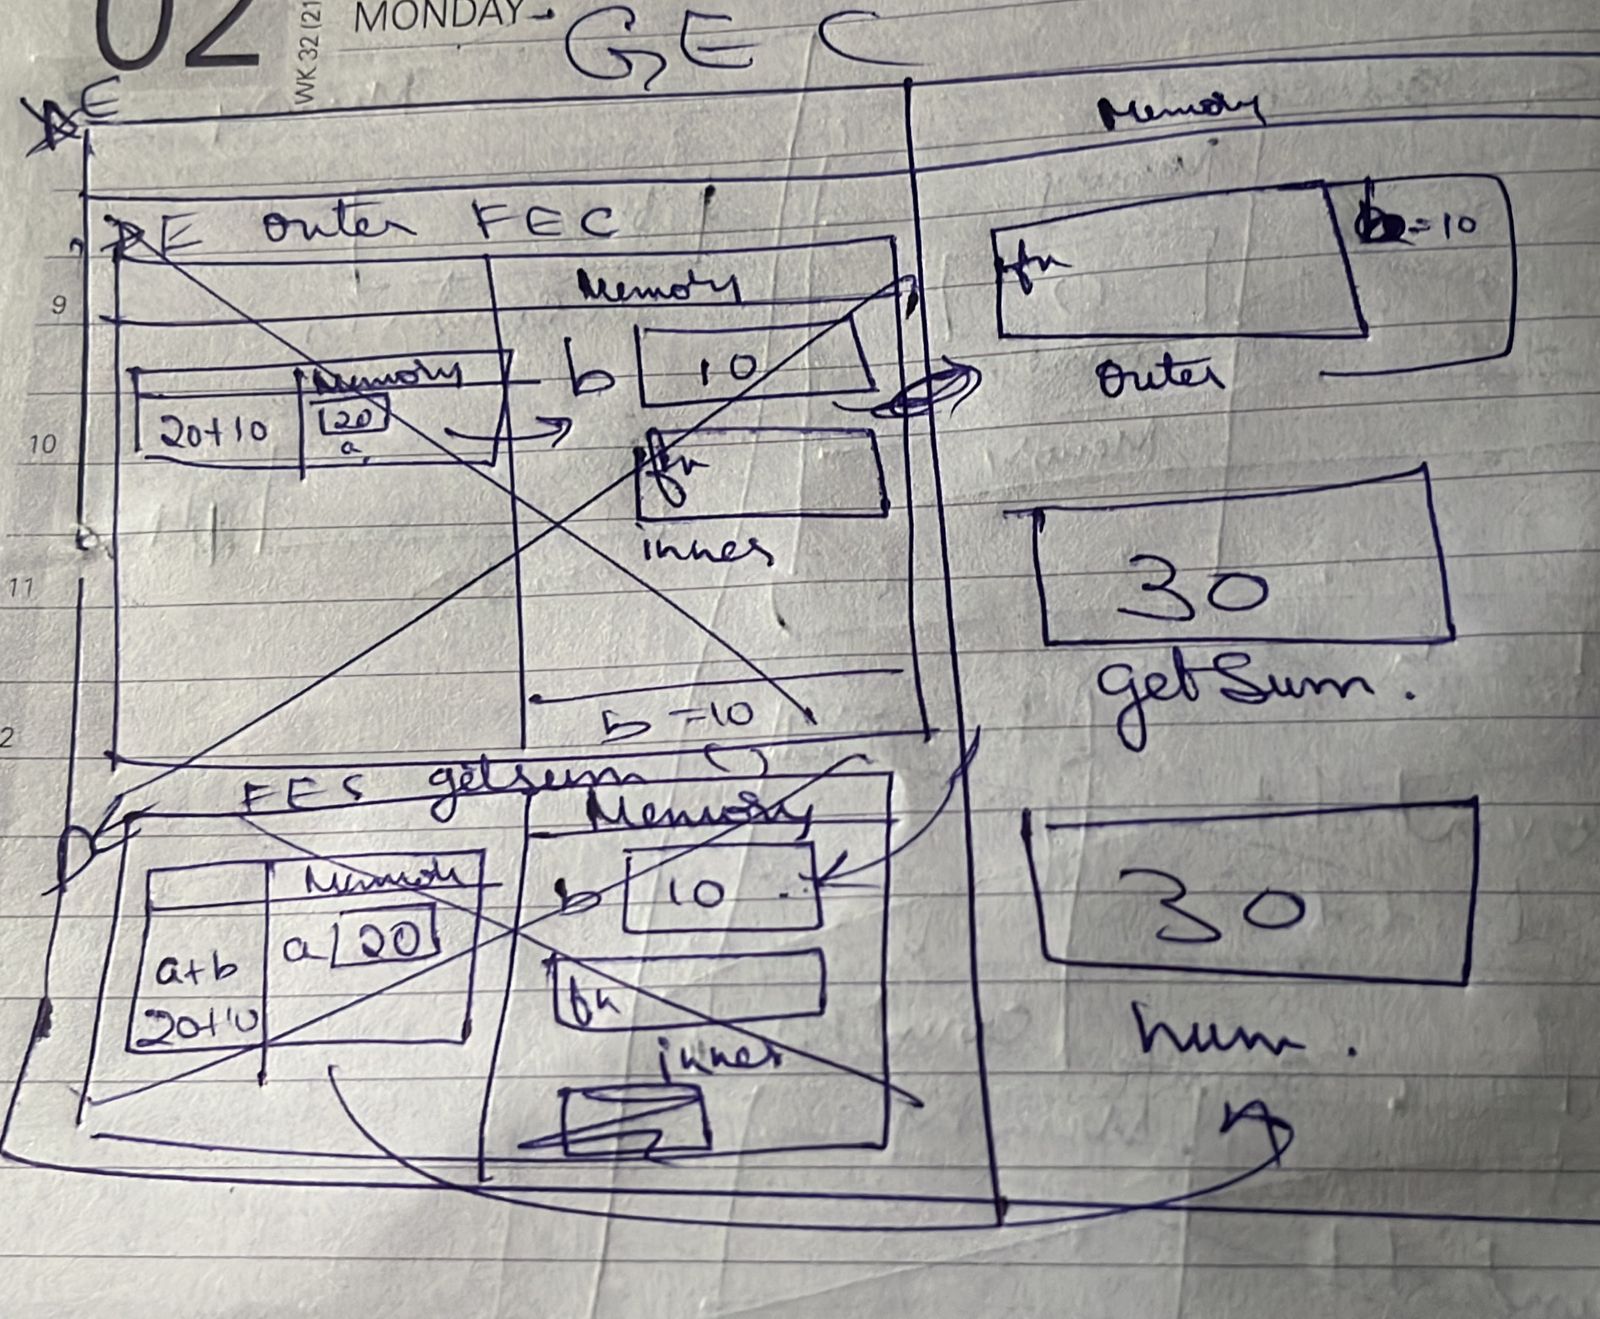 02
WK 32 (21
MONDAY
GEC
E
Memory
E outer FEC
Memory
fn
b=10
outer
9
b
10
Memory
20+10
20
a
10
fn
inner
11
30
getSum.
2
b=10
FES getsum ( )
Memory
Memory
b
10
a
20
a+b
20+10
fn
inner
30
num.